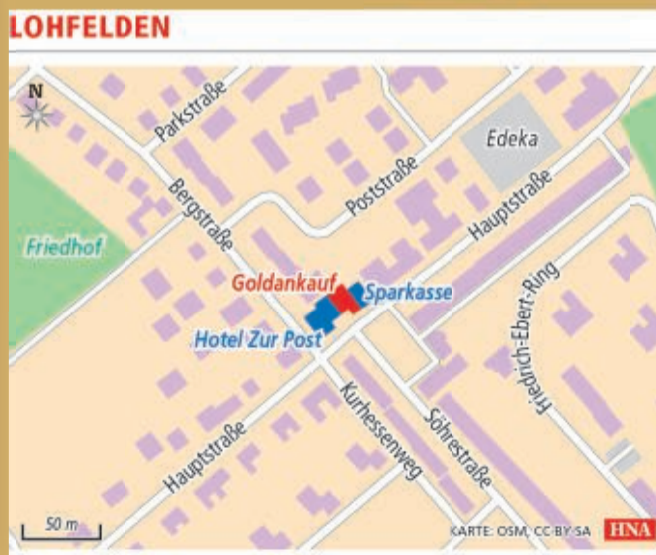 LOHFELDEN
N
Parkstraße
Edeka
Bergstraße
Poststraße
Hauptstraße
Friedhof
Goldankauf
Sparkasse
Hotel Zur Post
Friedrich-Ebert-Ring
Kurhessenweg
Söhrestraße
Hauptstraße
50 m
KARTE: OSM, CC-BY-SA
HNA